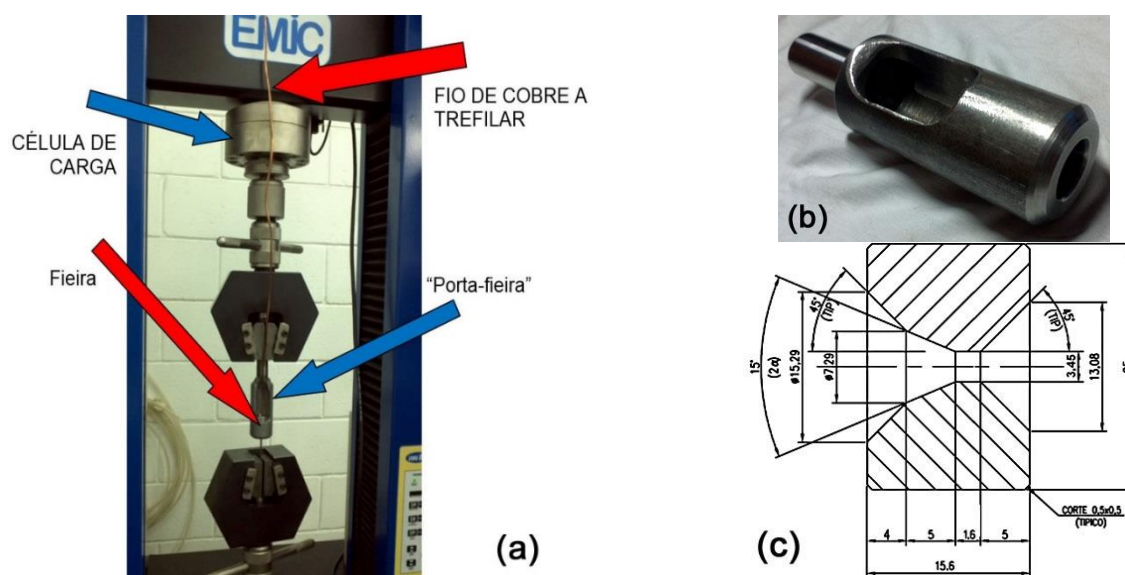 EMIC
FIO DE COBRE A
TREFILAR
CÉLULA DE
CARGA
Fieira
“Porta-fieira”
(a)
(b)
45°
(TIP)
45°
(TIP)
15°
(2α)
ø15,29
ø7,29
3.45
13,08
CORTE 0,5x0,5
(TIPICO)
4
5
1.6
5
15.6
(c)